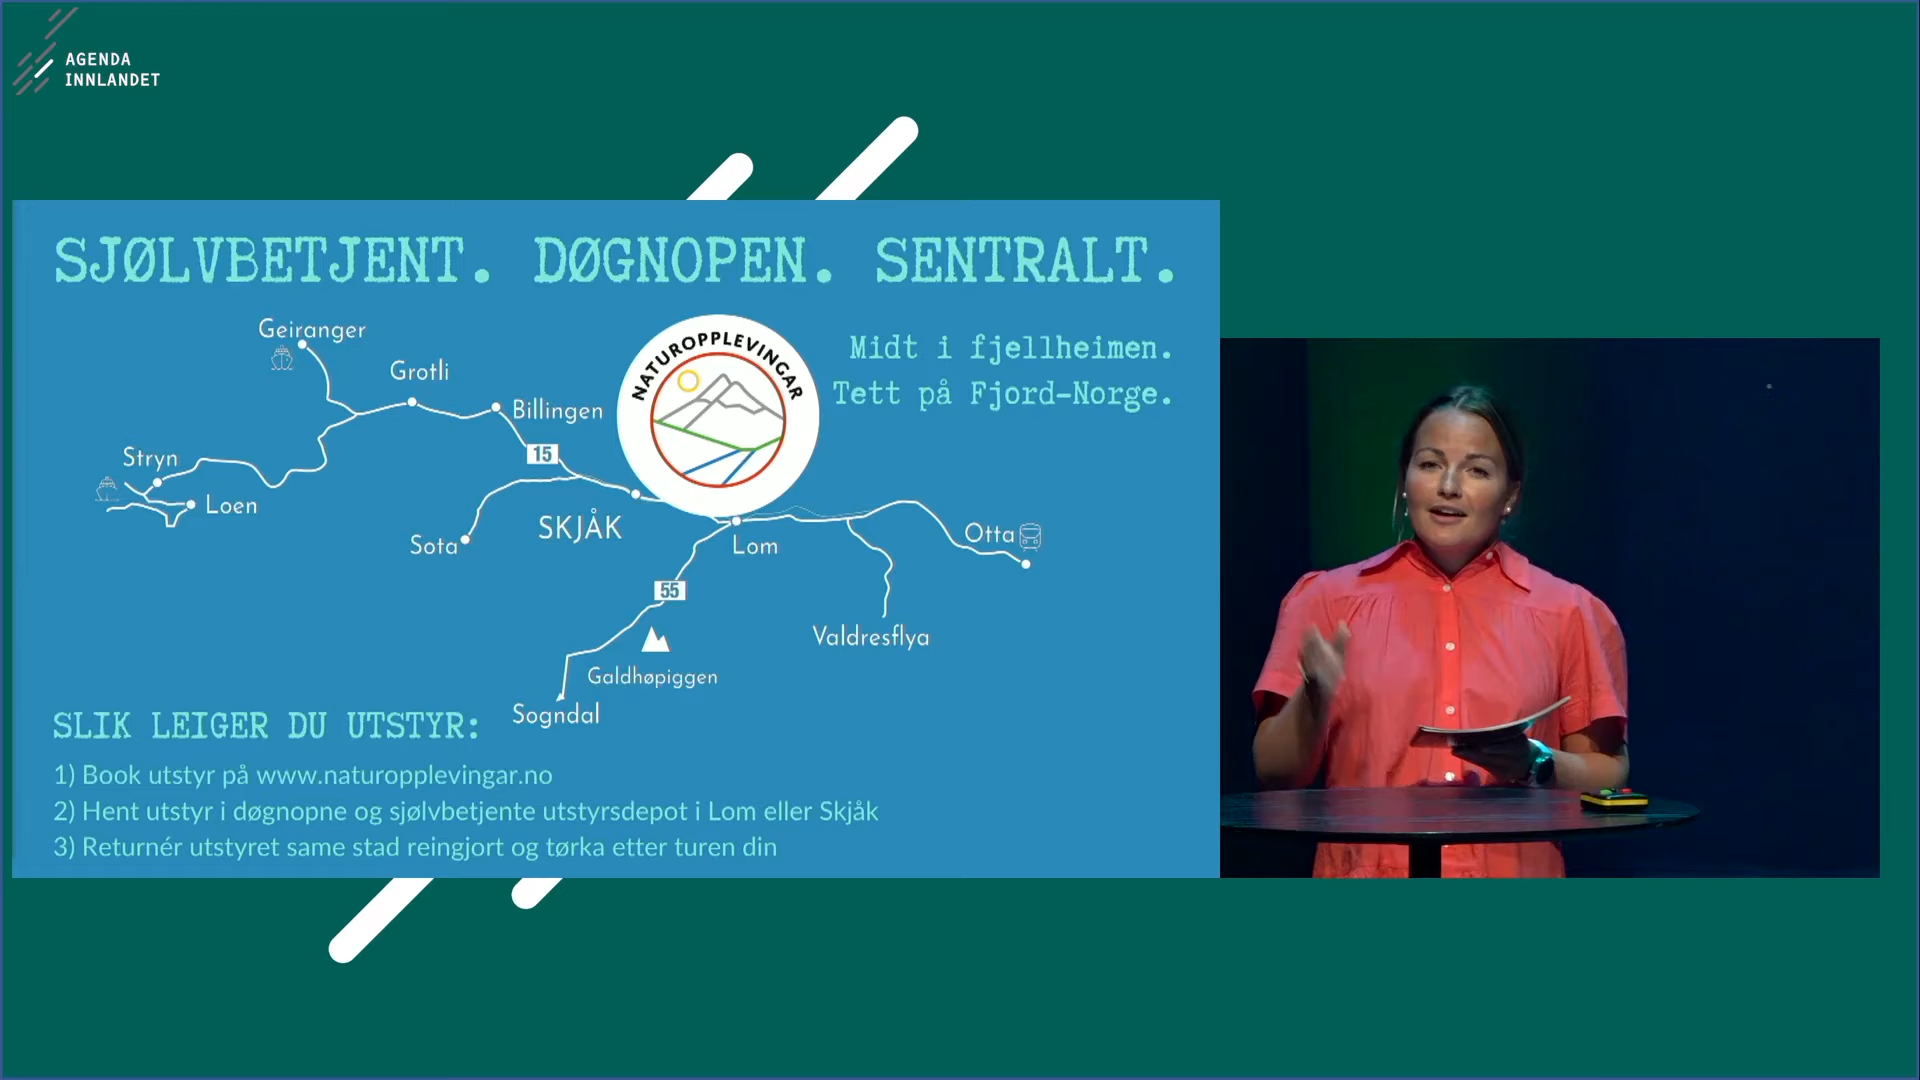 AGENDA
INNLANDET
SJØLVBETJENT. DØGNOPEN. SENTRALT.
NATUROPPLEVINGAR
Midt i fjellheimen.
Tett på Fjord-Norge.
Geiranger
Grotli
Billingen
15
Stryn
Loen
SKJÅK
Sota
Lom
Otta
55
Valdresflya
Galdhøpiggen
Sogndal
SLIK LEIGER DU UTSTYR:
1) Book utstyr på www.naturopplevingar.no
2) Hent utstyr i døgnopne og sjølvbetjente utstyrsdepot i Lom eller Skjåk
3) Returnér utstyret same stad reingjort og tørka etter turen din